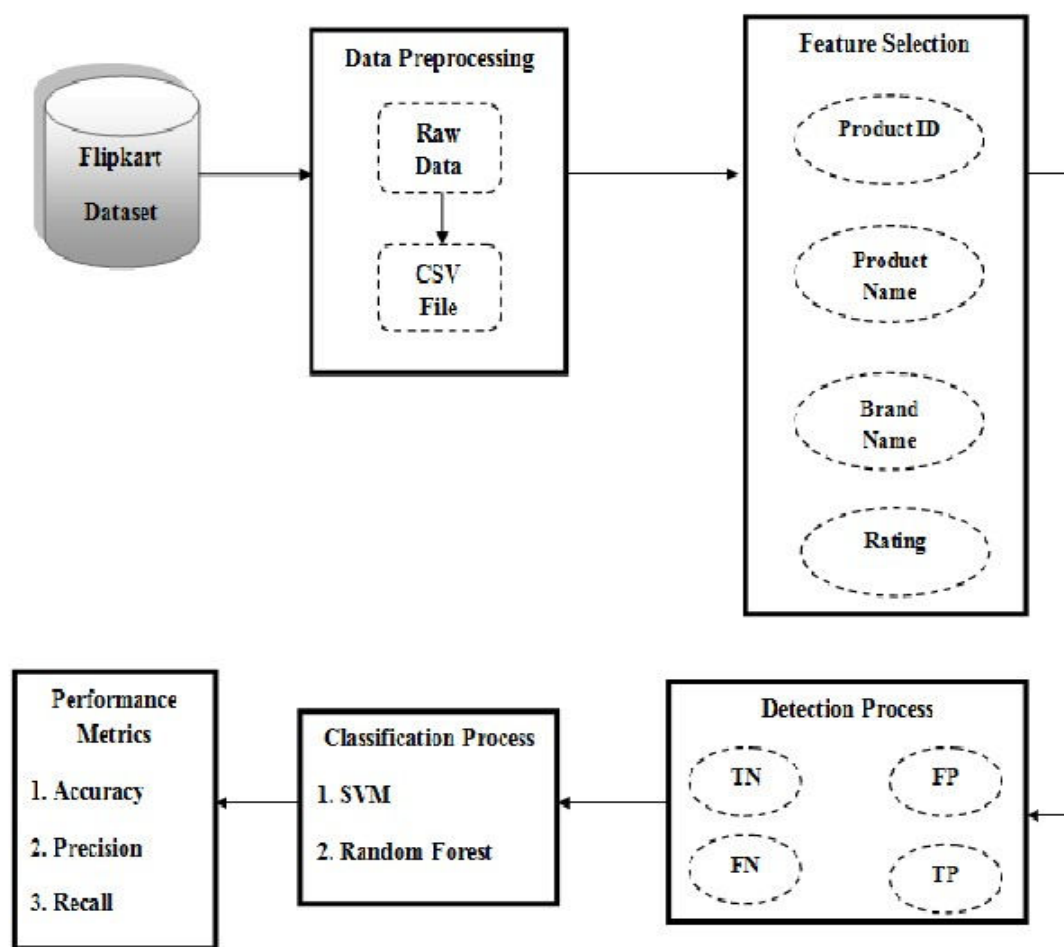 Flipkart
Dataset
Data Preprocessing
Raw
Data
CSV
File
Feature Selection
Product ID
Product
Name
Brand
Name
Rating
Detection Process
TN
FP
FN
TP
Classification Process
1. SVM
2. Random Forest
Performance
Metrics
1. Accuracy
2. Precision
3. Recall